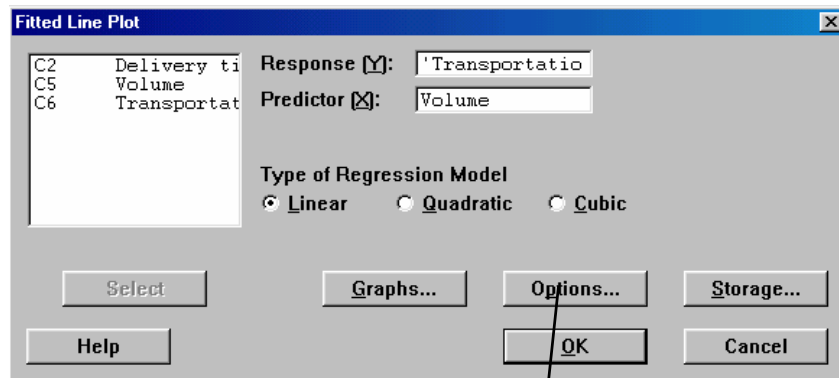 Fitted Line Plot
C2 Delivery ti
C5 Volume
C6 Transportat
Response (Y): 'Transportatio
Predictor (X): Volume
Type of Regression Model
Linear Quadratic Cubic
Select Graphs... Options... Storage...
Help OK Cancel